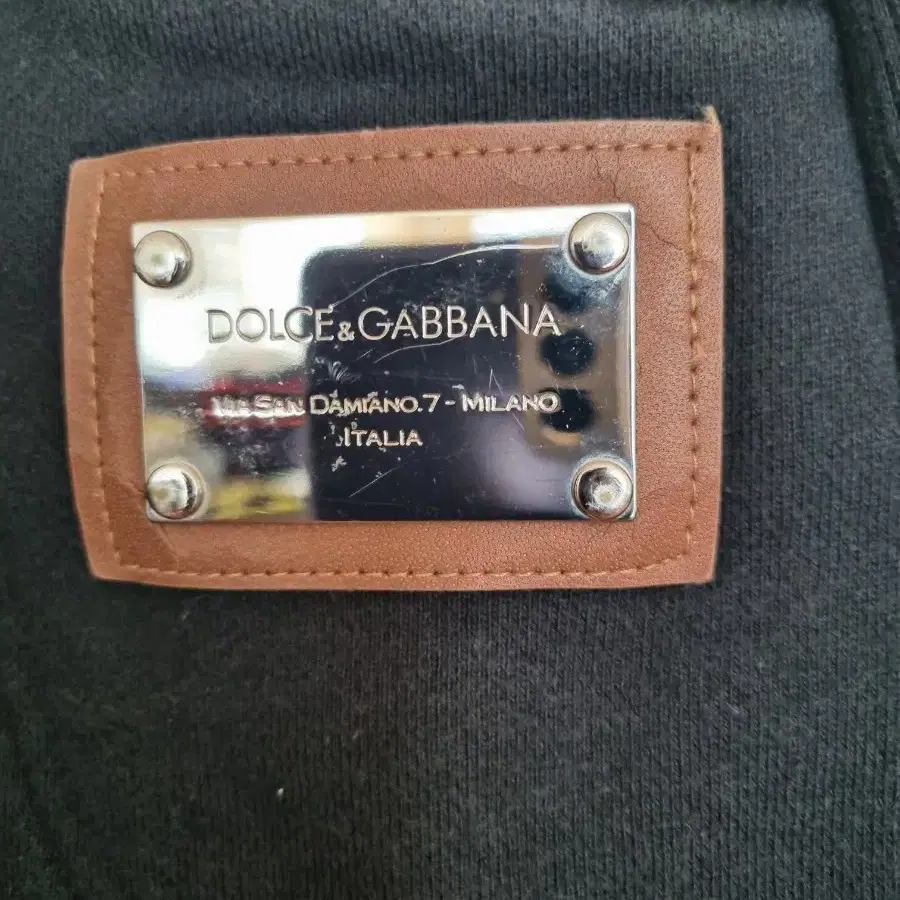 DOLCE&GABBANA
VIA SAN DAMIANO.7 - MILANO
ITALIA